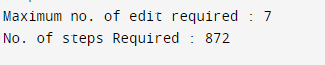 Maximum no. of edit required : 7
No. of steps Required : 872